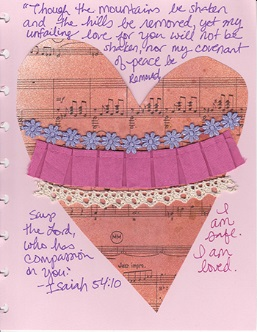 "Though the mountains be shaken
and the hills be removed, yet my
unfailing love for you will not be
shaken, nor my covenant
of peace be
removed,"
says
the Lord,
who has
compassion
on you.
-Isaiah 54:10
I
am
safe.
I am
loved.